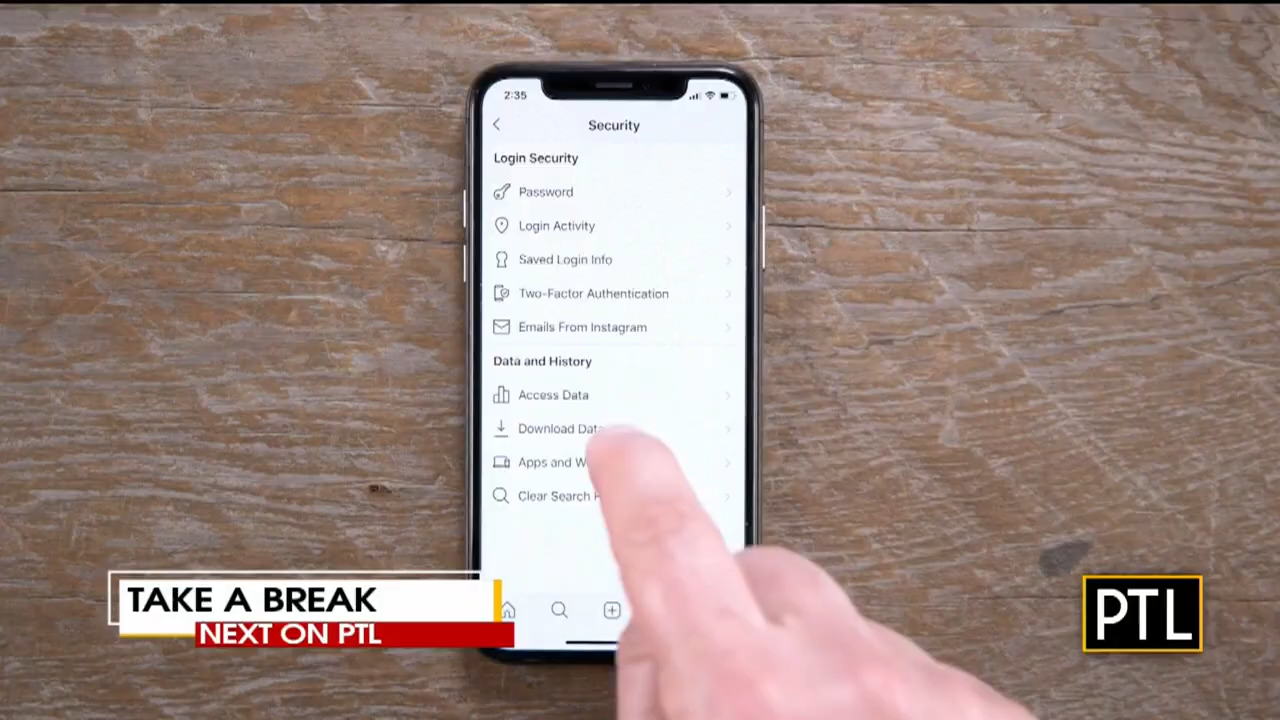 2:35
Security
Login Security
Password
Login Activity
Saved Login Info
Two-Factor Authentication
Emails From Instagram
Data and History
Access Data
Download Data
Apps and W
Clear Search
TAKE A BREAK
NEXT ON PTL
PTL